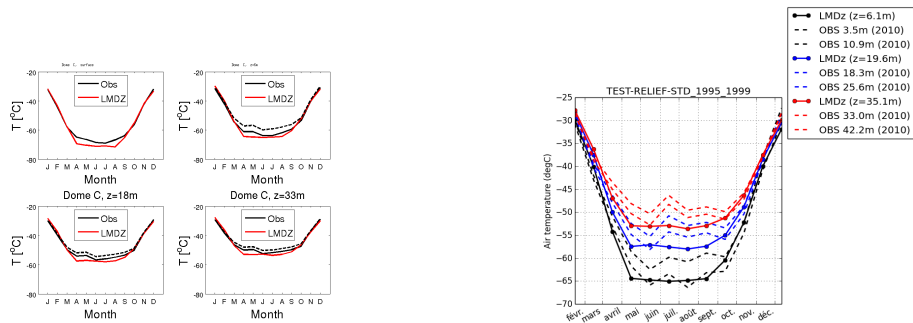 Dome C, surface
-20
-40
-60
-80
T [°C]
Obs
LMDZ
J F M A M J J A S O N D
Month
-20
-40
-60
-80
T [°C]
Obs
LMDZ
J F M A M J J A S O N D
Month
Dome C, z=18m
-20
-40
-60
-80
T [°C]
Obs
LMDZ
J F M A M J J A S O N D
Month
Dome C, z=33m
-20
-40
-60
-80
T [°C]
Obs
LMDZ
J F M A M J J A S O N D
Month
LMDz (z=6.1m)
OBS 3.5m (2010)
OBS 10.9m (2010)
LMDz (z=19.6m)
OBS 18.3m (2010)
OBS 25.6m (2010)
LMDz (z=35.1m)
OBS 33.0m (2010)
OBS 42.2m (2010)
TEST-RELIEF-STD_1995_1999
Air temperature (degC)
−25
−30
−35
−40
−45
−50
−55
−60
−65
−70
févr. mars avril mai juin juil. août sept. oct. nov. déc.